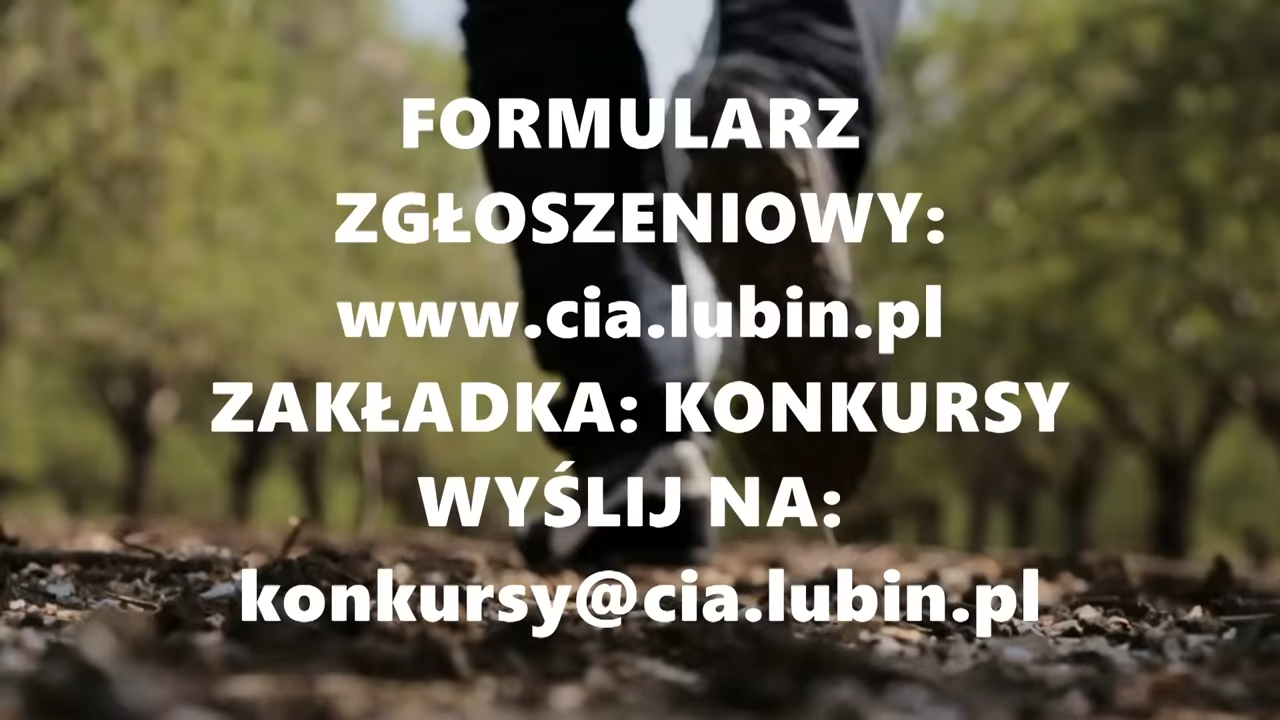 FORMULARZ
ZGŁOSZENIOWY:
www.cia.lubin.pl
ZAKŁADKA: KONKURSY
WYŚLIJ NA:
konkursy@cia.lubin.pl